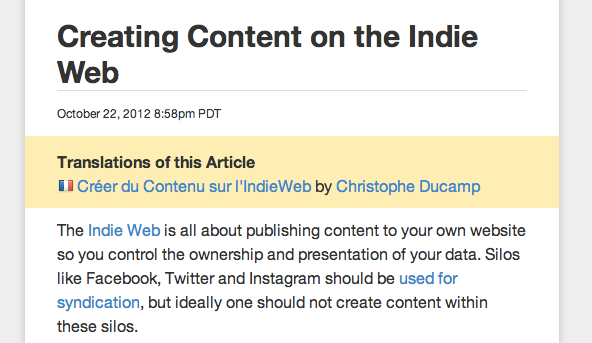 Creating Content on the Indie
Web
October 22, 2012 8:58pm PDT
Translations of this Article
Créer du Contenu sur l'IndieWeb by Christophe Ducamp
The Indie Web is all about publishing content to your own website
so you control the ownership and presentation of your data. Silos
like Facebook, Twitter and Instagram should be used for
syndication, but ideally one should not create content within
these silos.